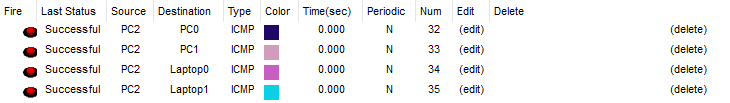 Fire Last Status Source Destination Type Color Time(sec) Periodic Num Edit Delete
Successful PC2 PC0 ICMP 0.000 N 32 (edit) (delete)
Successful PC2 PC1 ICMP 0.000 N 33 (edit) (delete)
Successful PC2 Laptop0 ICMP 0.000 N 34 (edit) (delete)
Successful PC2 Laptop1 ICMP 0.000 N 35 (edit) (delete)